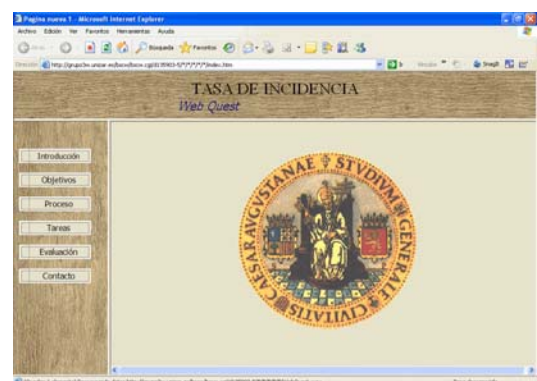 Pagina nueva 1 - Microsoft Internet Explorer
Archivo Edición Ver Favoritos Herramientas Ayuda
Búsqueda Favoritos
TASA DE INCIDENCIA
Web Quest
Introducción
Objetivos
Proceso
Tareas
Evaluación
Contacto
CAESARAVGVSTANAE STVDIVM GENERALE CIVITATIS